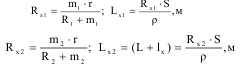 R_{x1} = \frac{m_1 \cdot r}{R_1 + m_1}; L_{x1} = \frac{R_{x1} \cdot S}{\rho}, м
R_{x2} = \frac{m_2 \cdot r}{R_2 + m_2}; L_{x2} = (L + l_x) = \frac{R_{x2} \cdot S}{\rho}, м